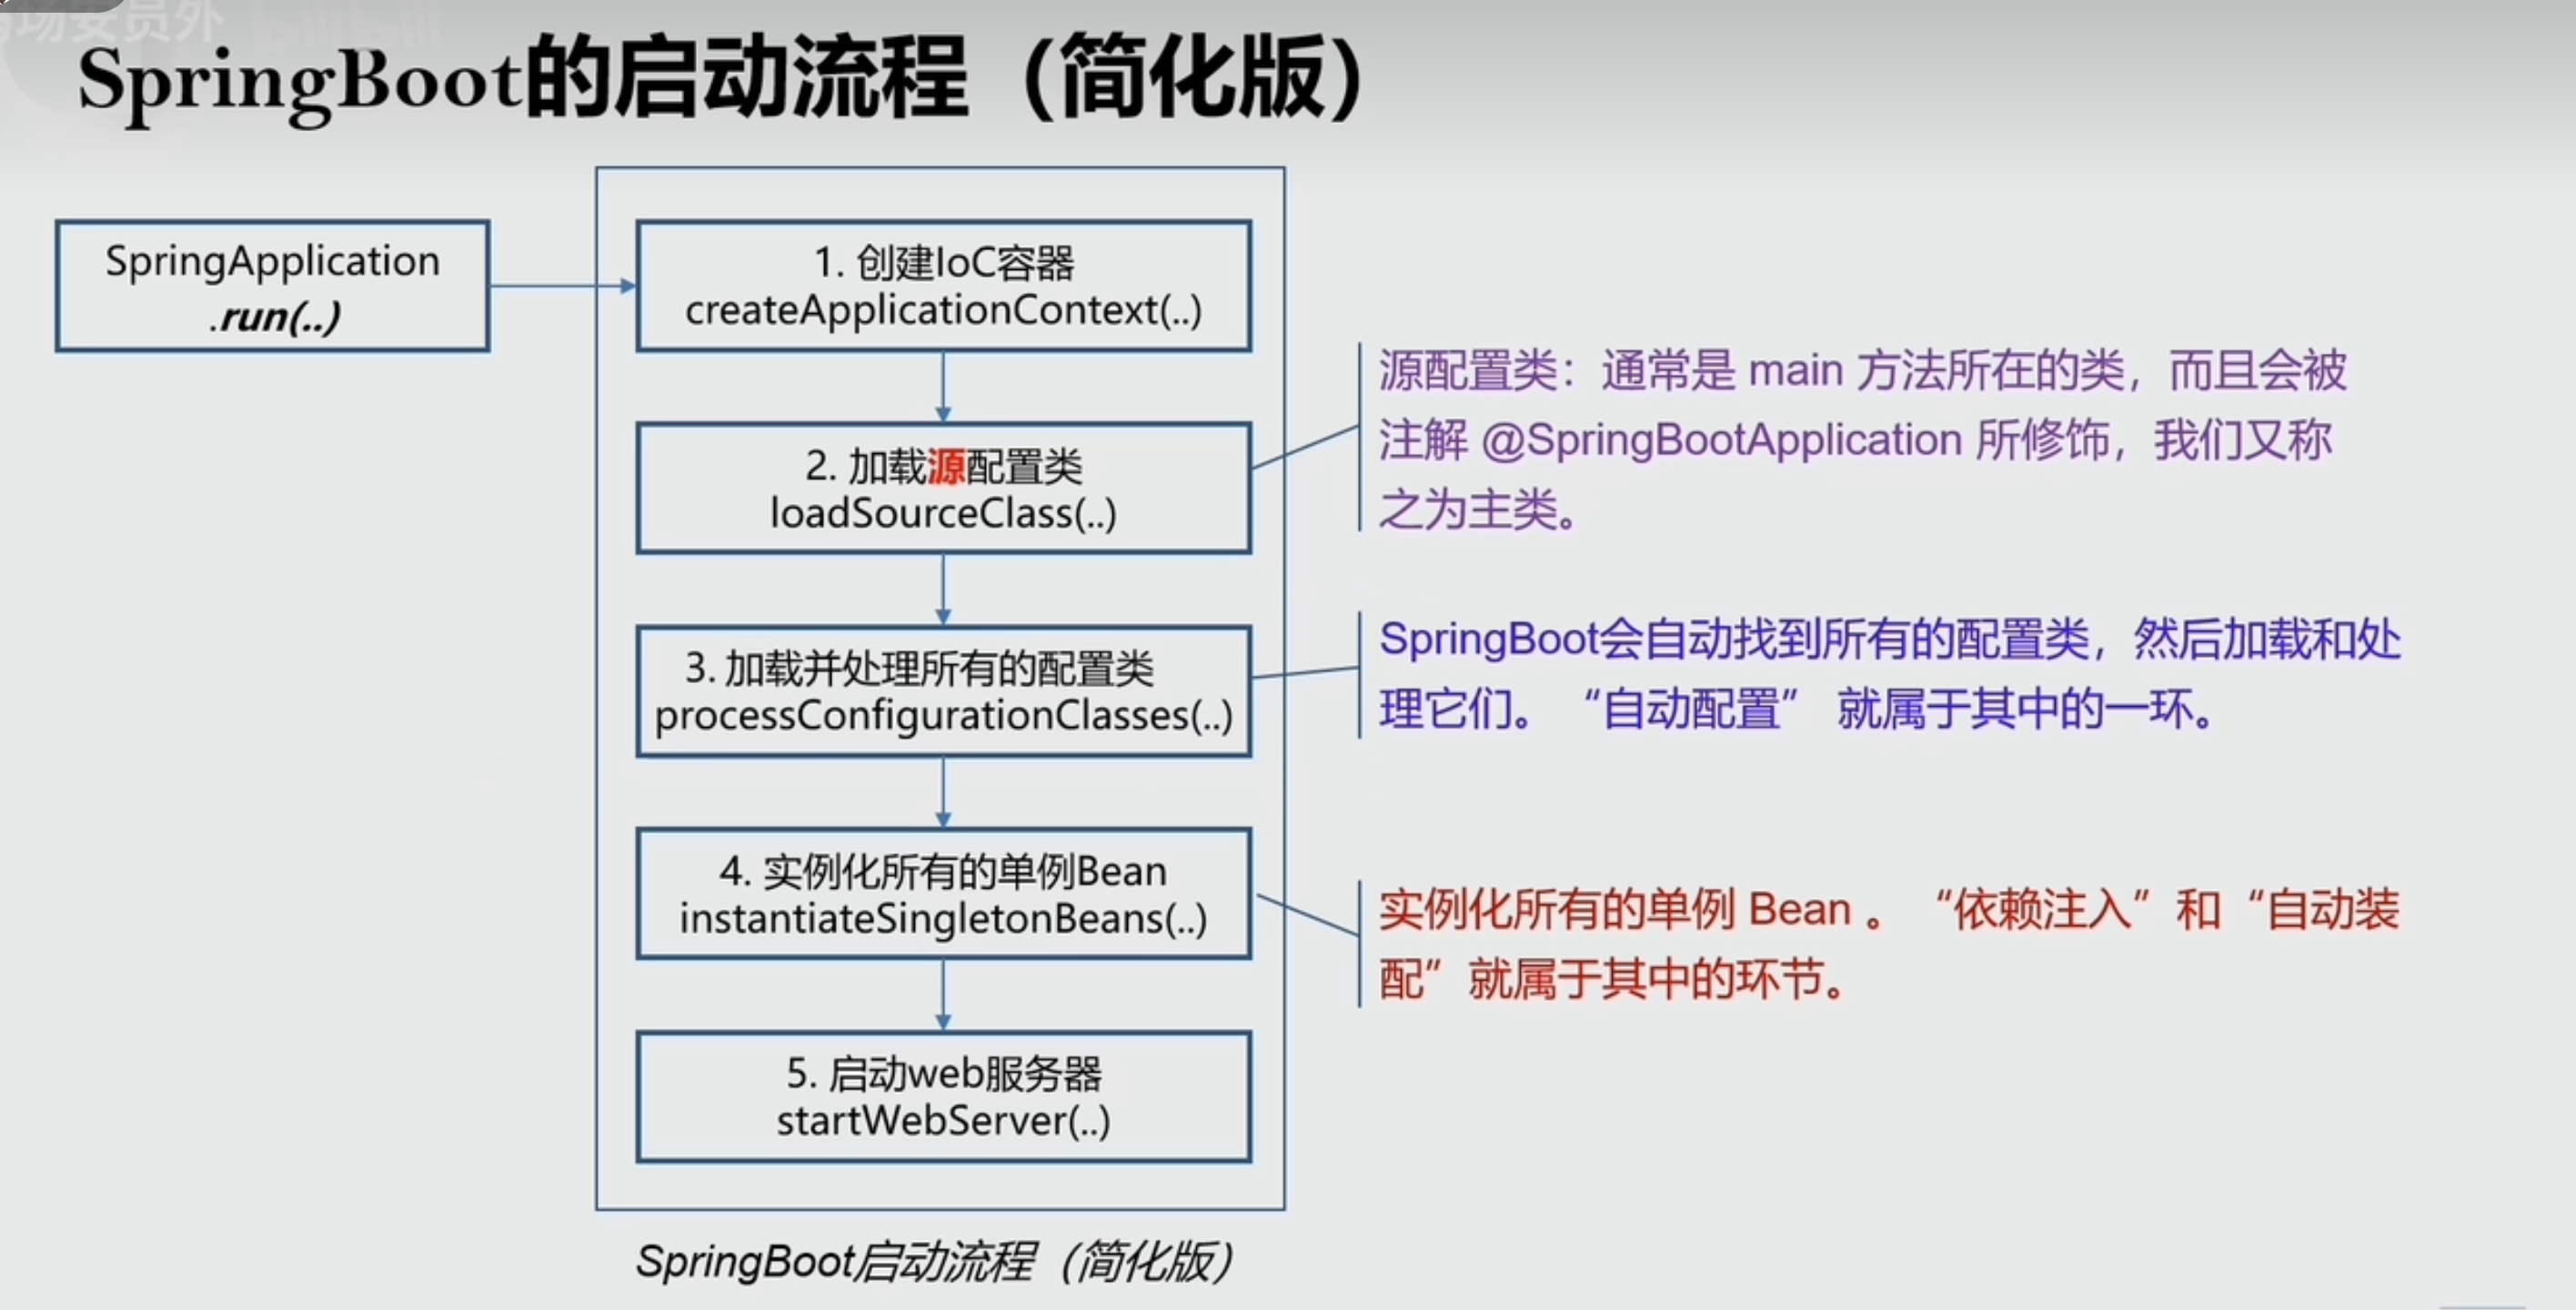 SpringBoot的启动流程（简化版）
SpringApplication
.run(..)
1. 创建IoC容器
createApplicationContext(..)
2. 加载源配置类
loadSourceClass(..)
源配置类：通常是 main 方法所在的类，而且会被
注解 @SpringBootApplication 所修饰，我们又称
之为主类。
3. 加载并处理所有的配置类
processConfigurationClasses(..)
SpringBoot会自动找到所有的配置类，然后加载和处
理它们。“自动配置” 就属于其中的一环。
4. 实例化所有的单例Bean
instantiateSingletonBeans(..)
实例化所有的单例 Bean 。“依赖注入”和“自动装
配”就属于其中的环节。
5. 启动web服务器
startWebServer(..)
SpringBoot启动流程（简化版）